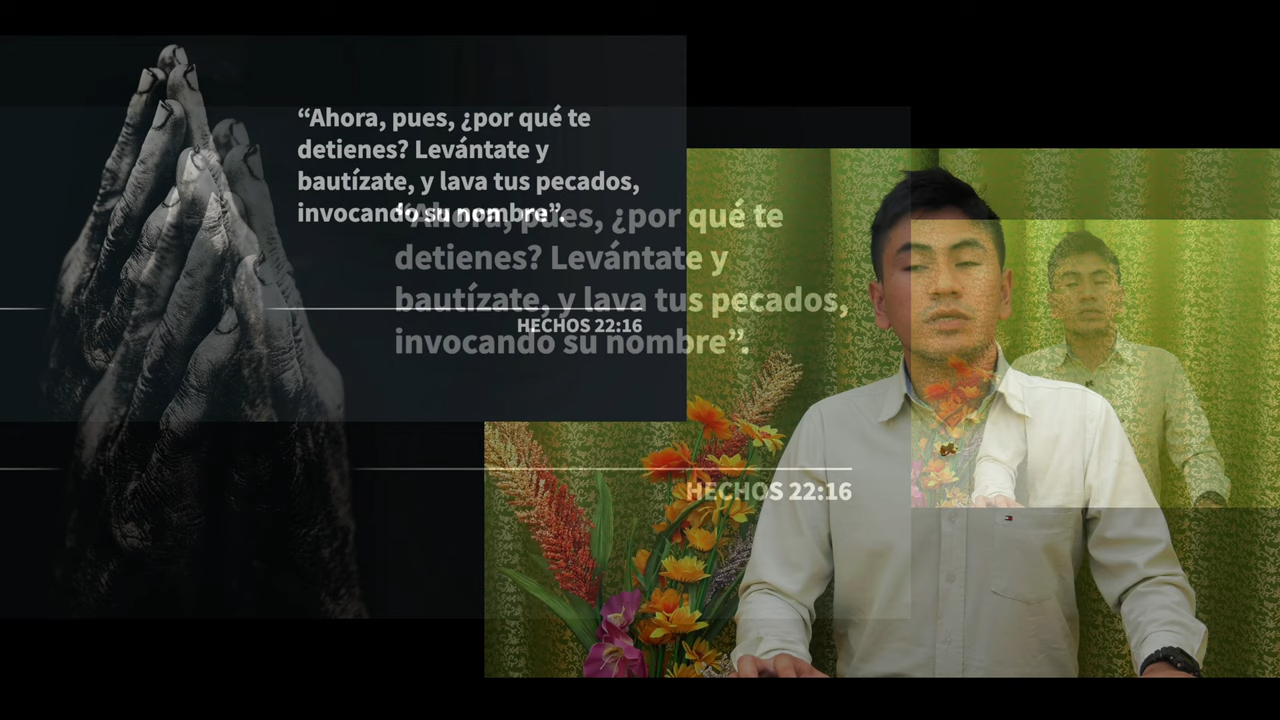 “Ahora, pues, ¿por qué te
detienes? Levántate y
bautízate, y lava tus pecados,
invocando su nombre”.
HECHOS 22:16
“Ahora, pues, ¿por qué te
detienes? Levántate y
bautízate, y lava tus pecados,
invocando su nombre”.
HECHOS 22:16